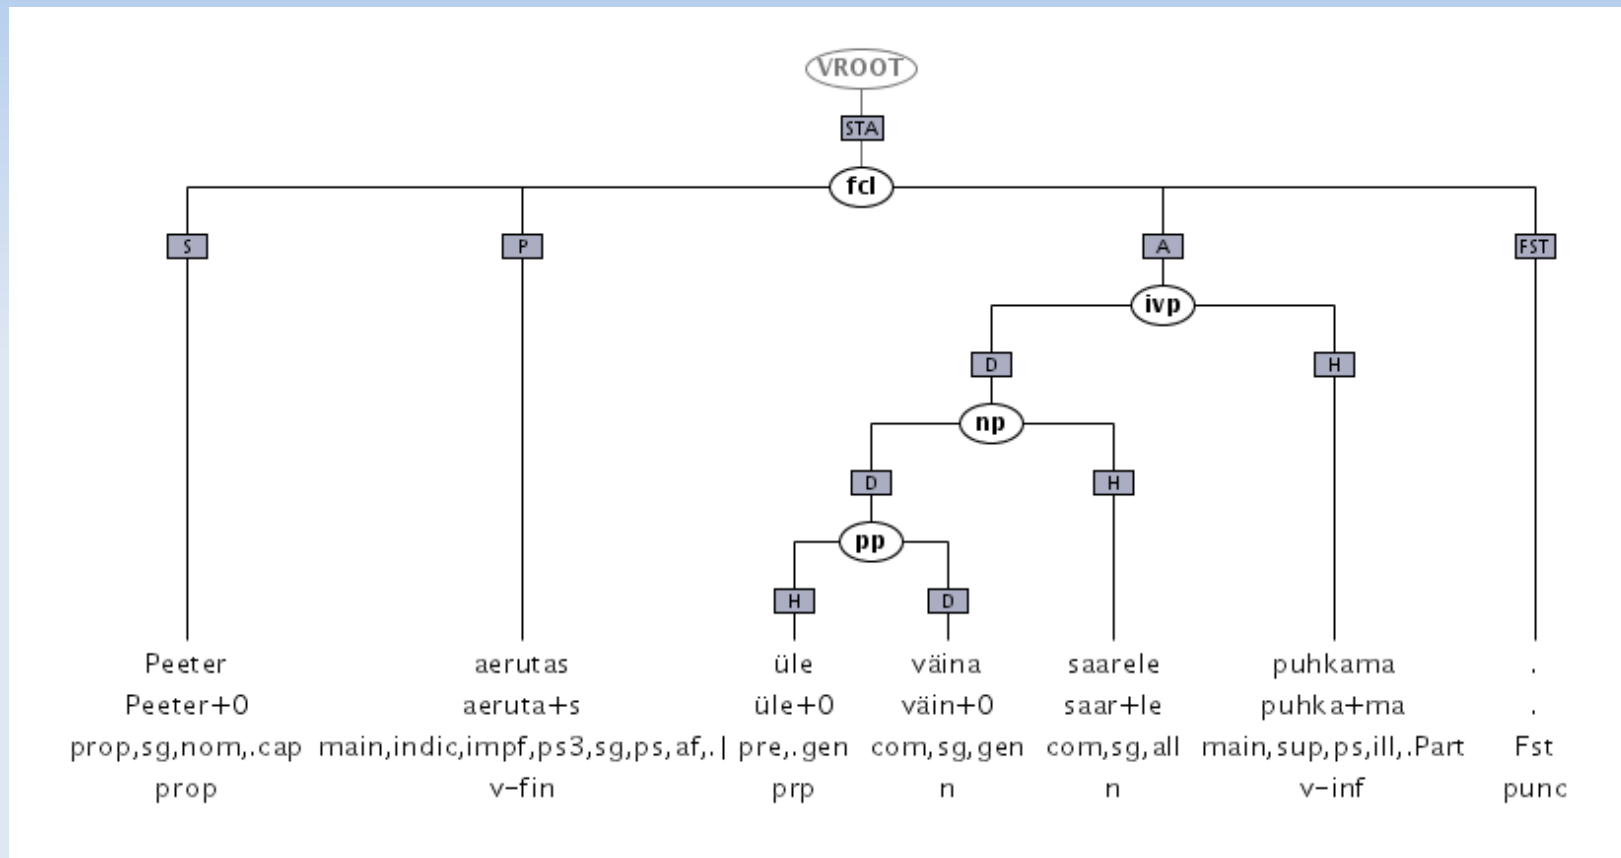 VROOT
STA
fcl
S P A FST
ivp
D H
np
D H
pp
H D
Peeter aerutas üle väina saarele puhkama .
Peeter+0 aeruta+s üle+0 väin+0 saar+le puhka+ma .
prop,sg,nom,.cap main,indic,impf,ps3,sg,ps,af,.| pre,.gen com,sg,gen com,sg,all main,sup,ps,ill,.Part Fst
prop v-fin prp n n v-inf punc